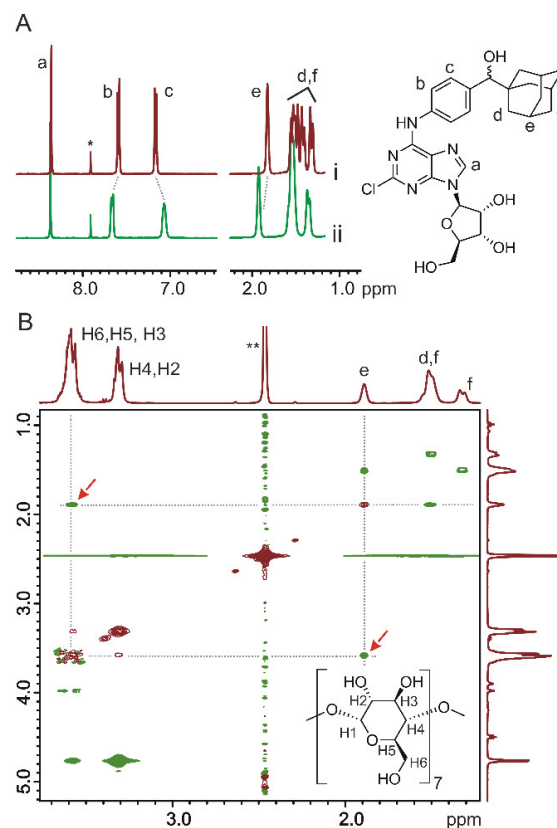 A
a
*
b
c
e
d,f
i
ii
8.0
7.0
2.0
1.0
ppm
OH
c
b
d
e
f
HN
N
N
N
N
a
Cl
O
OH
OH
HO
B
H6,H5, H3
H4,H2
**
e
d,f
f
1.0
2.0
3.0
4.0
5.0
3.0
2.0
ppm
OH
OH
H2
H3
O
H4
O
H1
O
H5
H6
HO
7